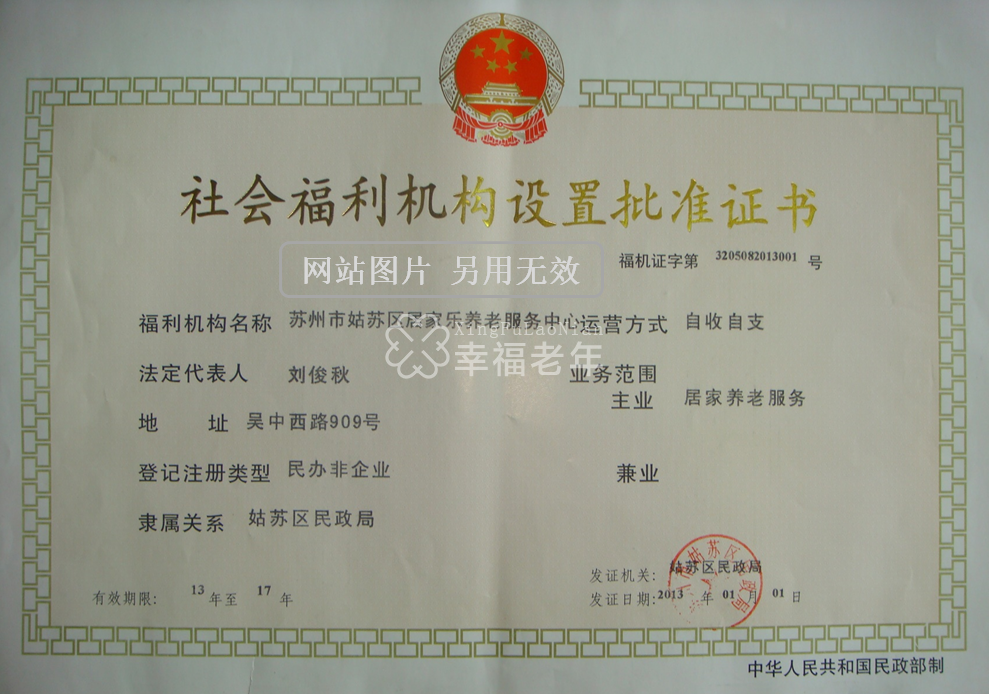 社会福利机构设置批准证书
福机证字第 3205082013001 号
网站图片 另用无效
福利机构名称 苏州市姑苏区居家乐养老服务中心 运营方式 自收自支
XingFuLaoNian
幸福老年
法定代表人 刘俊秋 业务范围
主业 居家养老服务
地 址 吴中西路909号
登记注册类型 民办非企业 兼业
隶属关系 姑苏区民政局
发证机关: 姑苏区民政局
有效期限: 13 年至 17 年 发证日期: 2013 年 01 月 01 日
中华人民共和国民政部制